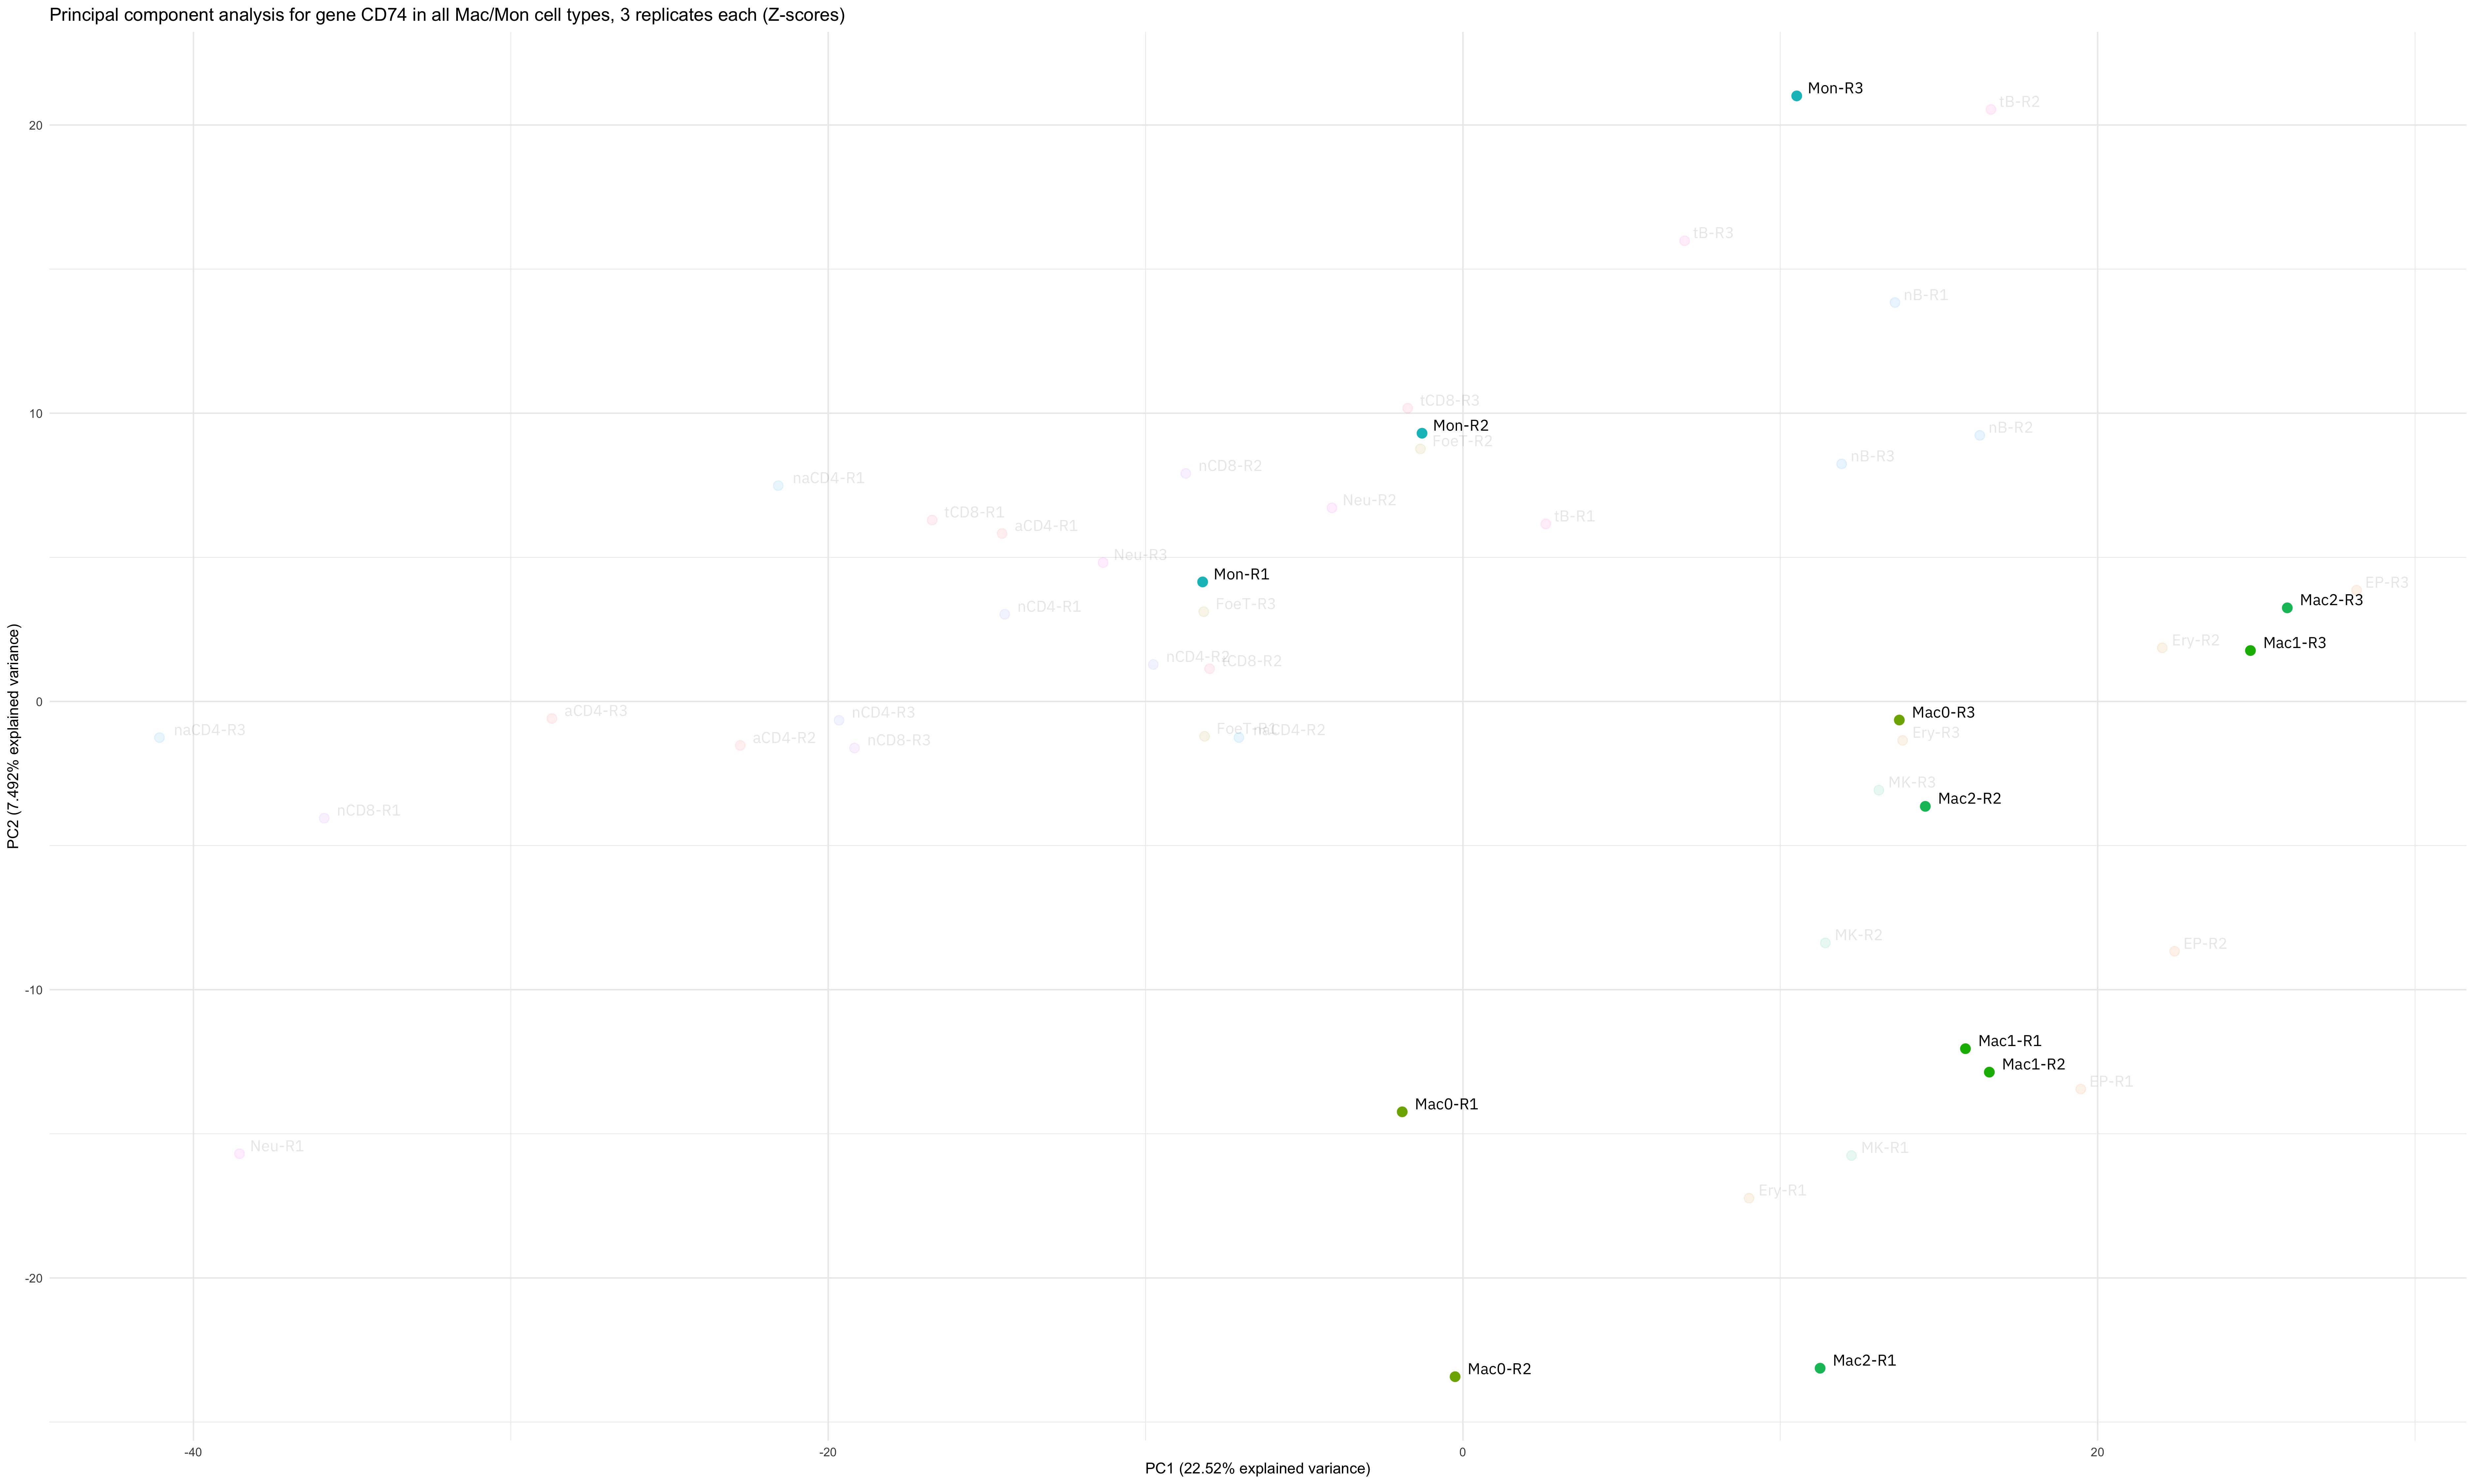 Principal component analysis for gene CD74 in all Mac/Mon cell types, 3 replicates each (Z-scores)
Mon-R3
tB-R2
20
tB-R3
nB-R1
tCD8-R3
10
Mon-R2
nB-R2
FoeT-R2
nB-R3
nCD8-R2
naCD4-R1
Neu-R2
tB-R1
tCD8-R1
aCD4-R1
Neu-R3
EP-R3
Mon-R1
Mac2-R3
FoeT-R3
nCD4-R1
Ery-R2
Mac1-R3
nCD4-R2
tCD8-R2
0
aCD4-R3
nCD4-R3
Mac0-R3
naCD4-R3
FoeT-R1
naCD4-R2
Ery-R3
aCD4-R2
nCD8-R3
MK-R3
Mac2-R2
nCD8-R1
MK-R2
EP-R2
-10
Mac1-R1
Mac1-R2
EP-R1
Mac0-R1
Neu-R1
MK-R1
Ery-R1
-20
Mac2-R1
Mac0-R2
-40 -20 0 20
PC1 (22.52% explained variance)
PC2 (7.492% explained variance)